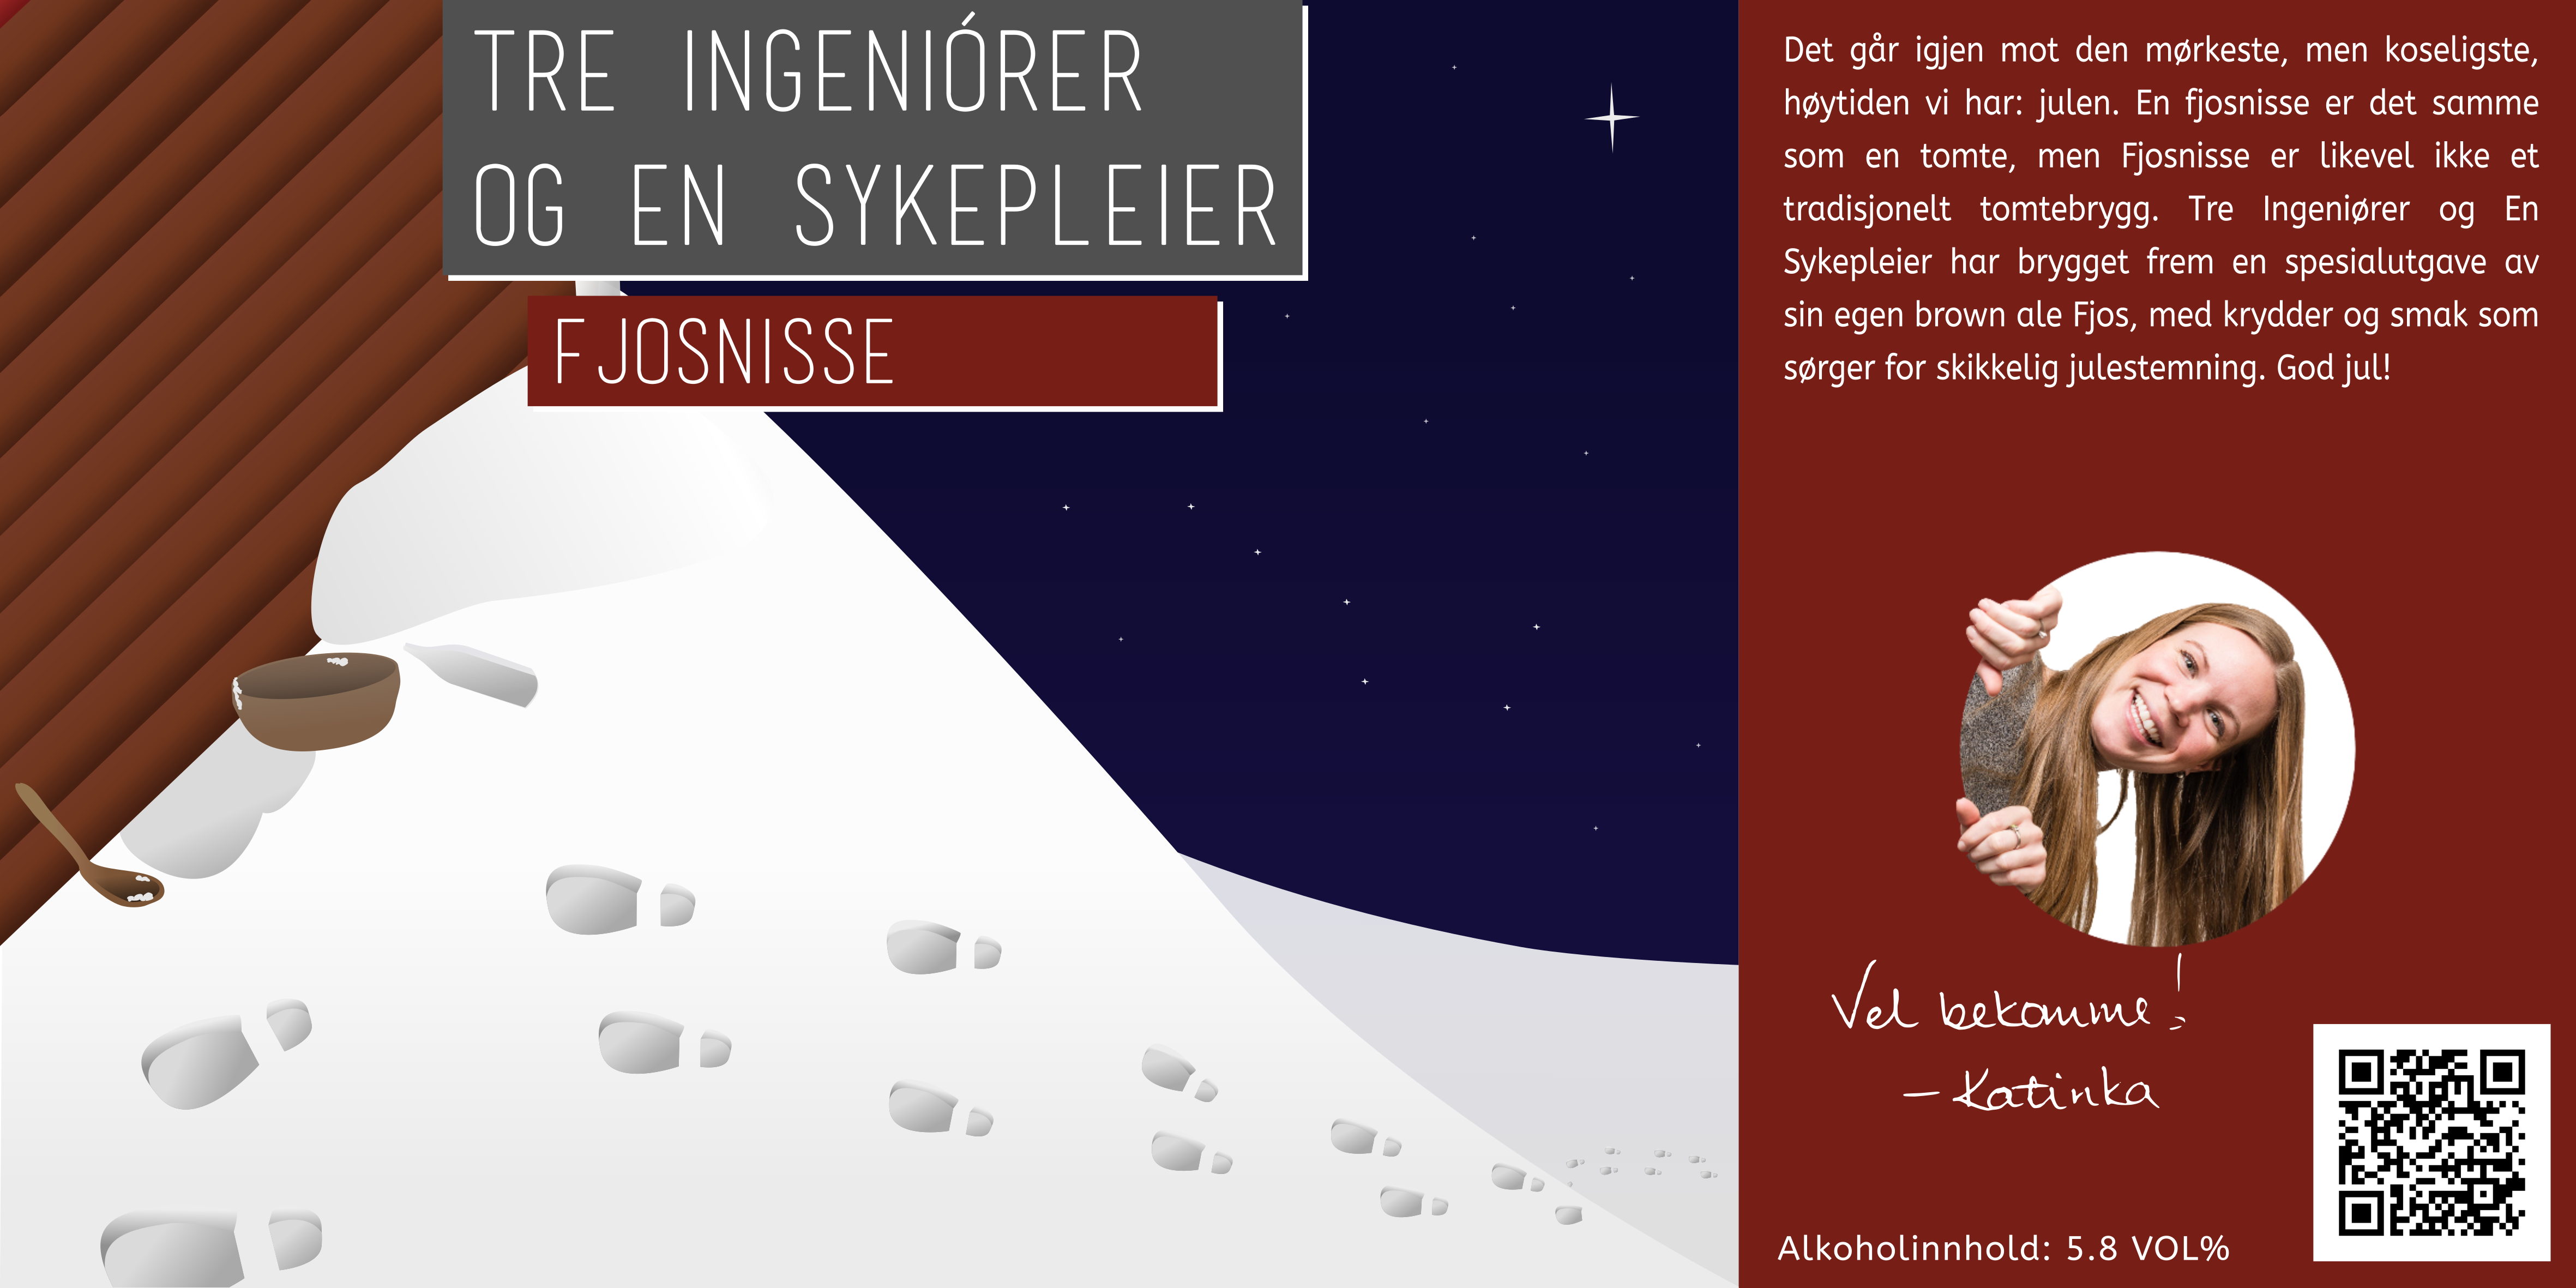 TRE INGENIÓRER
OG EN SYKEPLEIER
FJOSNISSE
Det går igjen mot den mørkeste, men koseligste,
høytiden vi har: julen. En fjosnisse er det samme
som en tomte, men Fjosnisse er likevel ikke et
tradisjonelt tomtebrygg. Tre Ingeniører og En
Sykepleier har brygget frem en spesialutgave av
sin egen brown ale Fjos, med krydder og smak som
sørger for skikkelig julestemning. God jul!
Vel bekomme!
- Katinka
Alkoholinnhold: 5.8 VOL%